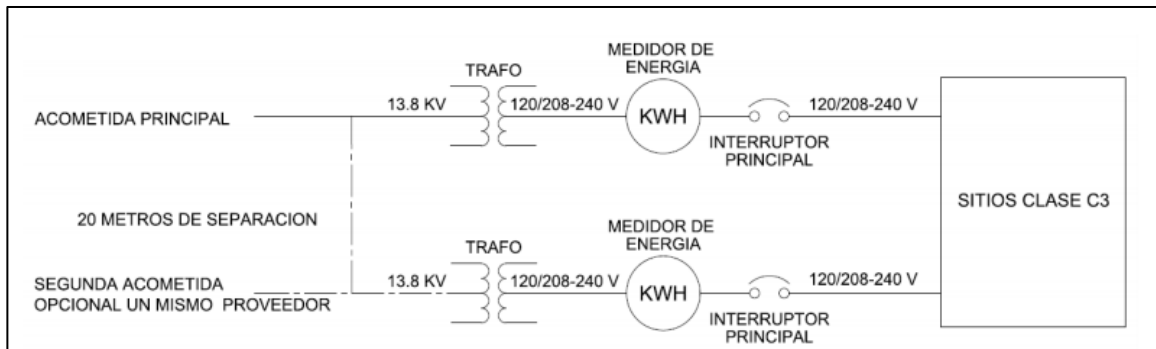 MEDIDOR DE
ENERGIA
TRAFO
13.8 KV
120/208-240 V
KWH
120/208-240 V
ACOMETIDA PRINCIPAL
INTERRUPTOR
PRINCIPAL
20 METROS DE SEPARACION
SITIOS CLASE C3
MEDIDOR DE
ENERGIA
TRAFO
SEGUNDA ACOMETIDA
OPCIONAL UN MISMO PROVEEDOR
13.8 KV
120/208-240 V
KWH
120/208-240 V
INTERRUPTOR
PRINCIPAL